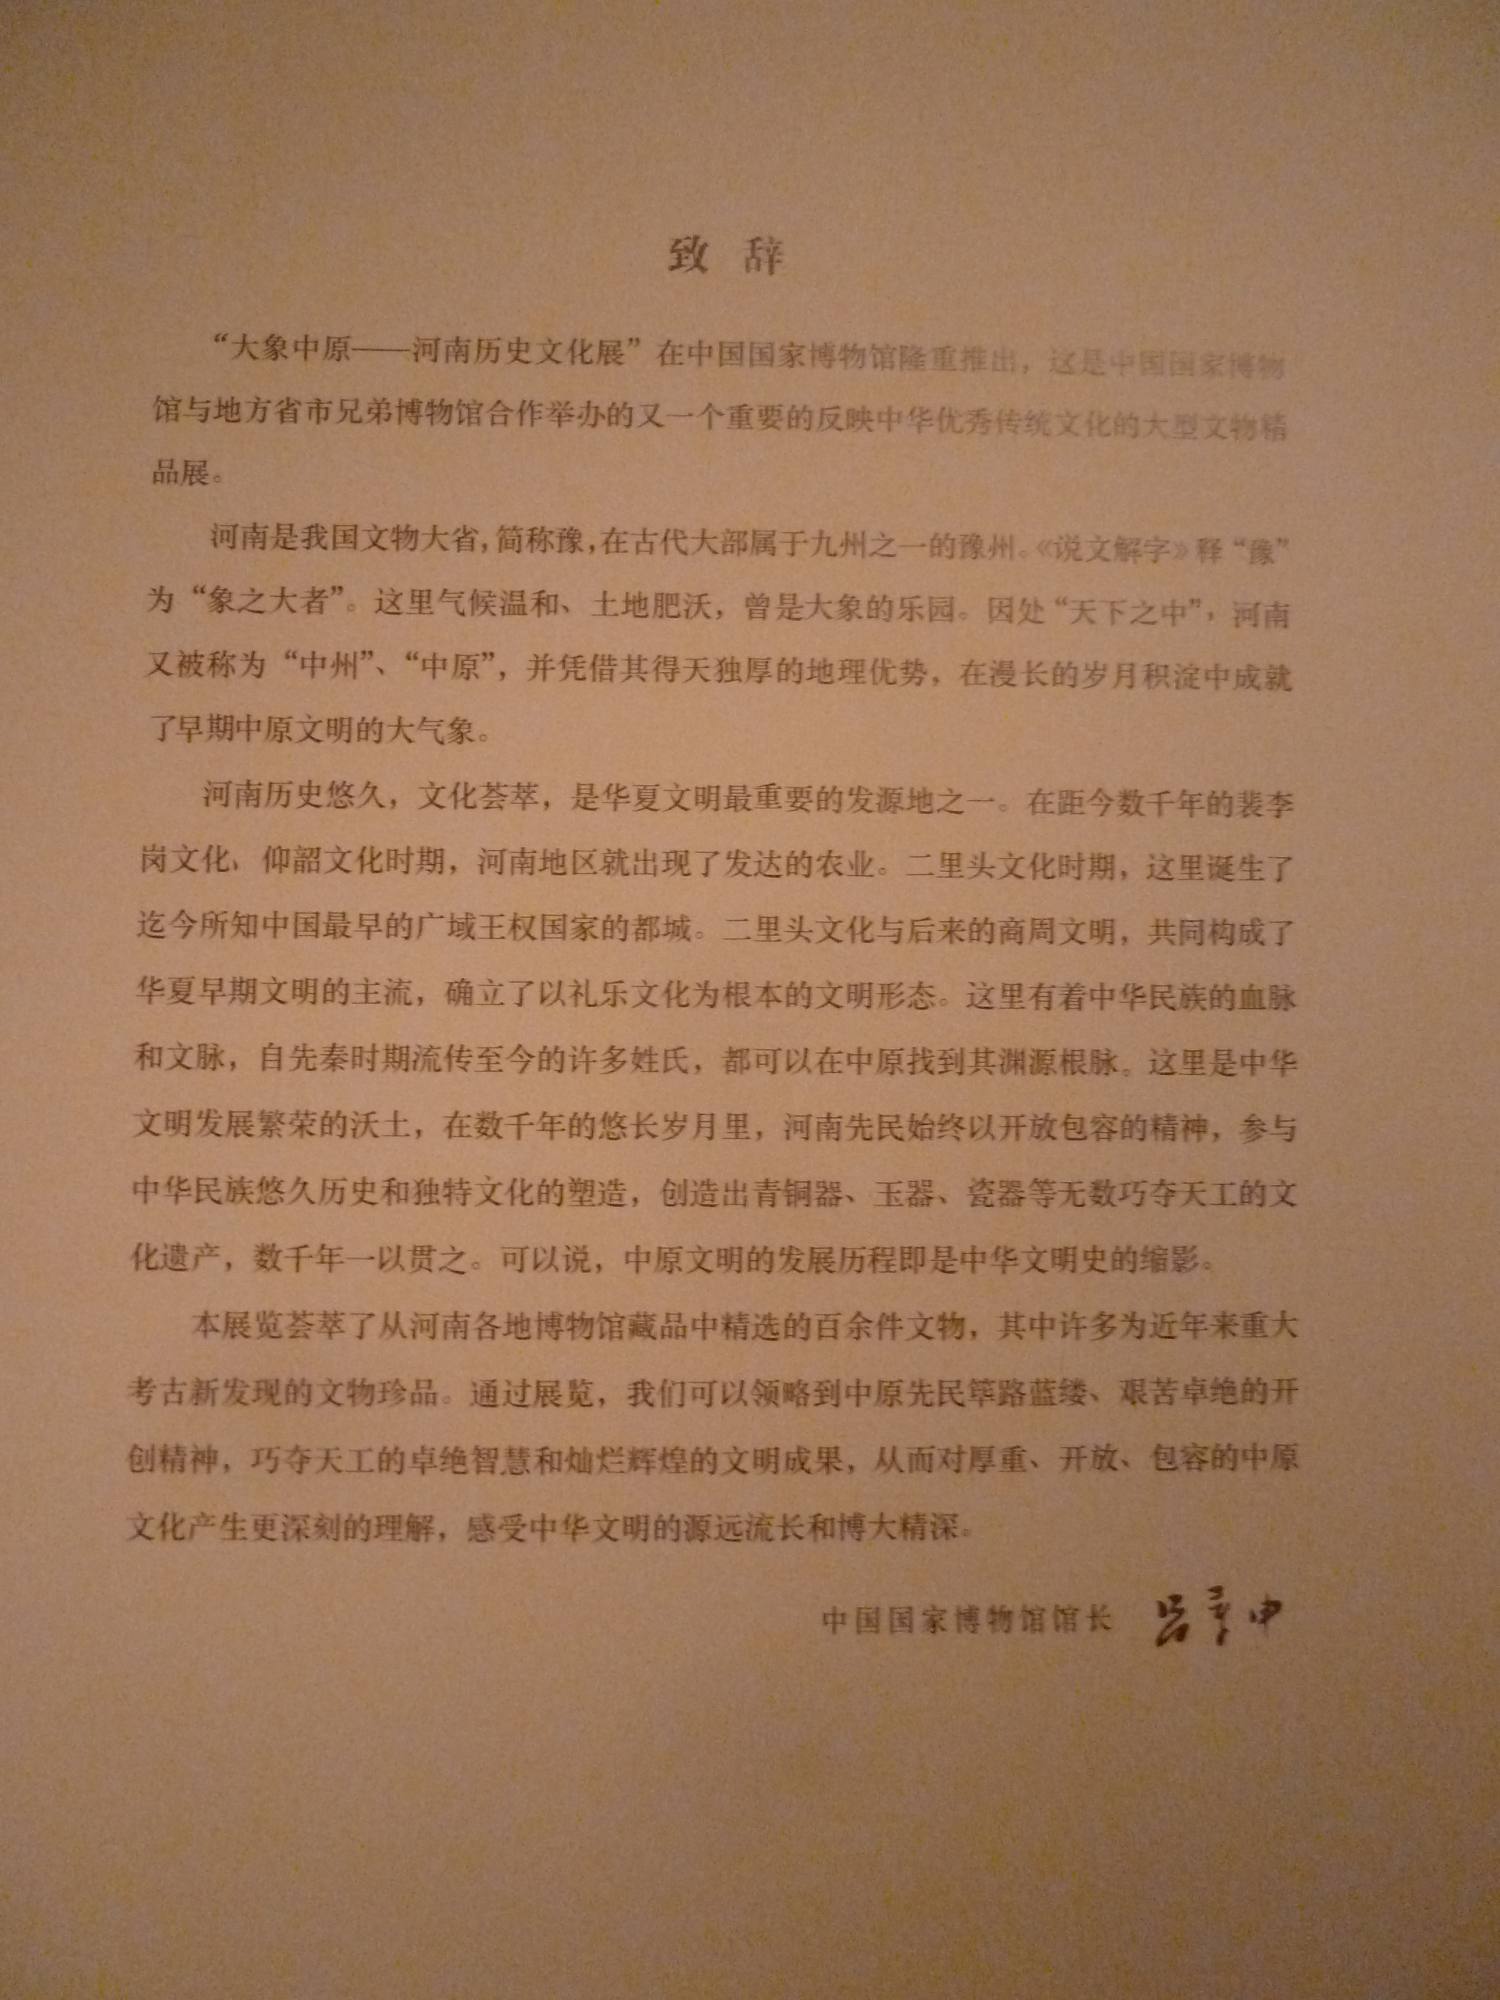 致辞
“大象中原——河南历史文化展”在中国国家博物馆隆重推出，这是中国国家博物
馆与地方省市兄弟博物馆合作举办的又一个重要的反映中华优秀传统文化的大型文物精
品展。
河南是我国文物大省，简称豫，在古代大部属于九州之一的豫州。《说文解字》释“豫”
为“象之大者”。这里气候温和、土地肥沃，曾是大象的乐园。因处“天下之中”，河南
又被称为“中州”、“中原”，并凭借其得天独厚的地理优势，在漫长的岁月积淀中成就
了早期中原文明的大气象。
河南历史悠久，文化荟萃，是华夏文明最重要的发源地之一。在距今数千年的裴李
岗文化、仰韶文化时期，河南地区就出现了发达的农业。二里头文化时期，这里诞生了
迄今所知中国最早的广域王权国家的都城。二里头文化与后来的商周文明，共同构成了
华夏早期文明的主流，确立了以礼乐文化为根本的文明形态。这里有着中华民族的血脉
和文脉，自先秦时期流传至今的许多姓氏，都可以在中原找到其渊源根脉。这里是中华
文明发展繁荣的沃土，在数千年的悠长岁月里，河南先民始终以开放包容的精神，参与
中华民族悠久历史和独特文化的塑造，创造出青铜器、玉器、瓷器等无数巧夺天工的文
化遗产，数千年一以贯之。可以说，中原文明的发展历程即是中华文明史的缩影。
本展览荟萃了从河南各地博物馆藏品中精选的百余件文物，其中许多为近年来重大
考古新发现的文物珍品。通过展览，我们可以领略到中原先民筚路蓝缕、艰苦卓绝的开
创精神，巧夺天工的卓绝智慧和灿烂辉煌的文明成果，从而对厚重、开放、包容的中原
文化产生更深刻的理解，感受中华文明的源远流长和博大精深。
中国国家博物馆馆长 吕章申